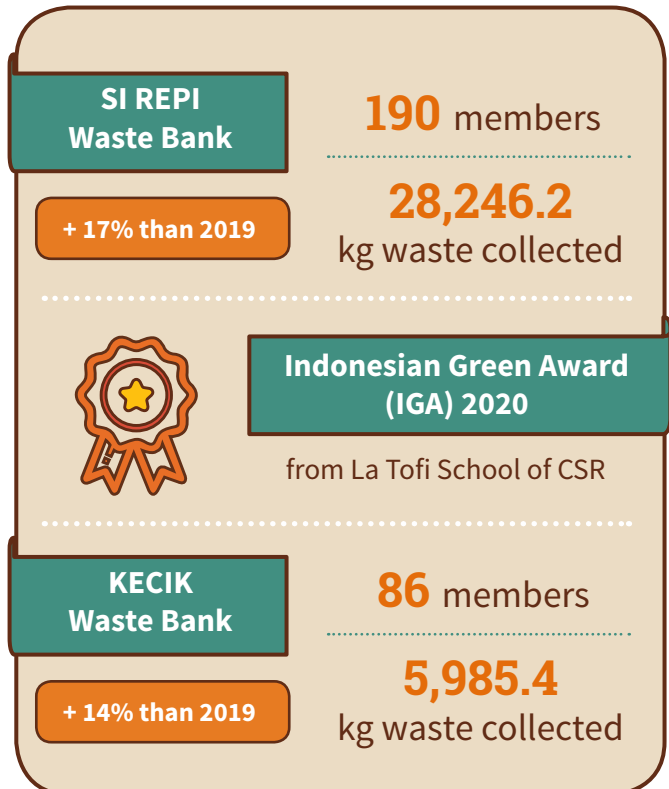 SI REPI
Waste Bank
190 members
+ 17% than 2019
28,246.2
kg waste collected
Indonesian Green Award
(IGA) 2020
from La Tofi School of CSR
KECIK
Waste Bank
86 members
+ 14% than 2019
5,985.4
kg waste collected